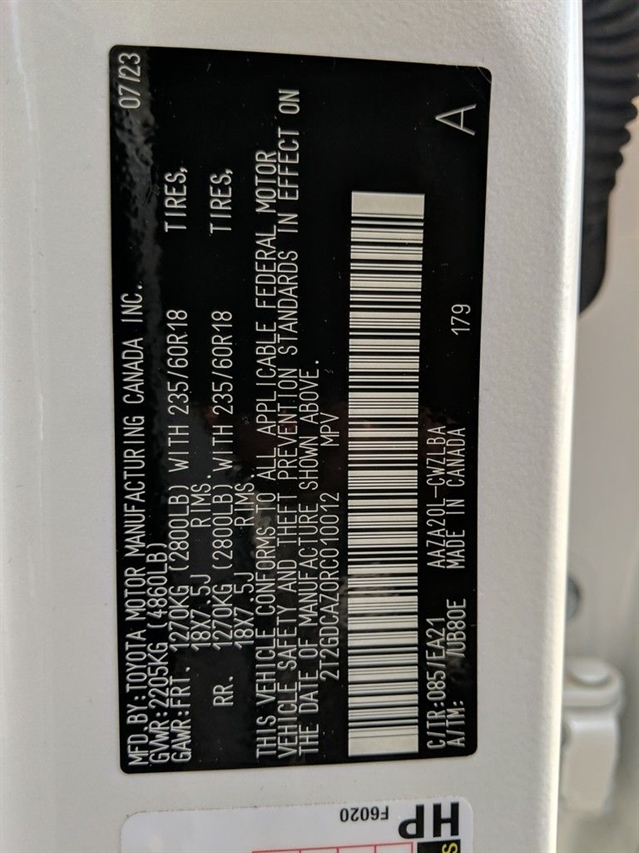 MFD.BY:TOYOTA MOTOR MANUFACTURING CANADA INC. 07/23
GVWR:2205KG (4860LB)
GAWR:FRT. 1270KG (2800LB) WITH 235/60R18 TIRES,
18X7.5J RIMS.
RR. 1270KG (2800LB) WITH 235/60R18 TIRES,
18X7.5J RIMS.
THIS VEHICLE CONFORMS TO ALL APPLICABLE FEDERAL MOTOR
VEHICLE SAFETY AND THEFT PREVENTION STANDARDS IN EFFECT ON
THE DATE OF MANUFACTURE SHOWN ABOVE.
2T2GDCAZ0RC010012 MPV
C/TR:085/EA21 AAZA20L-CWZLBA 179 A
A/TM: /UB80E MADE IN CANADA
F6020
HP
S